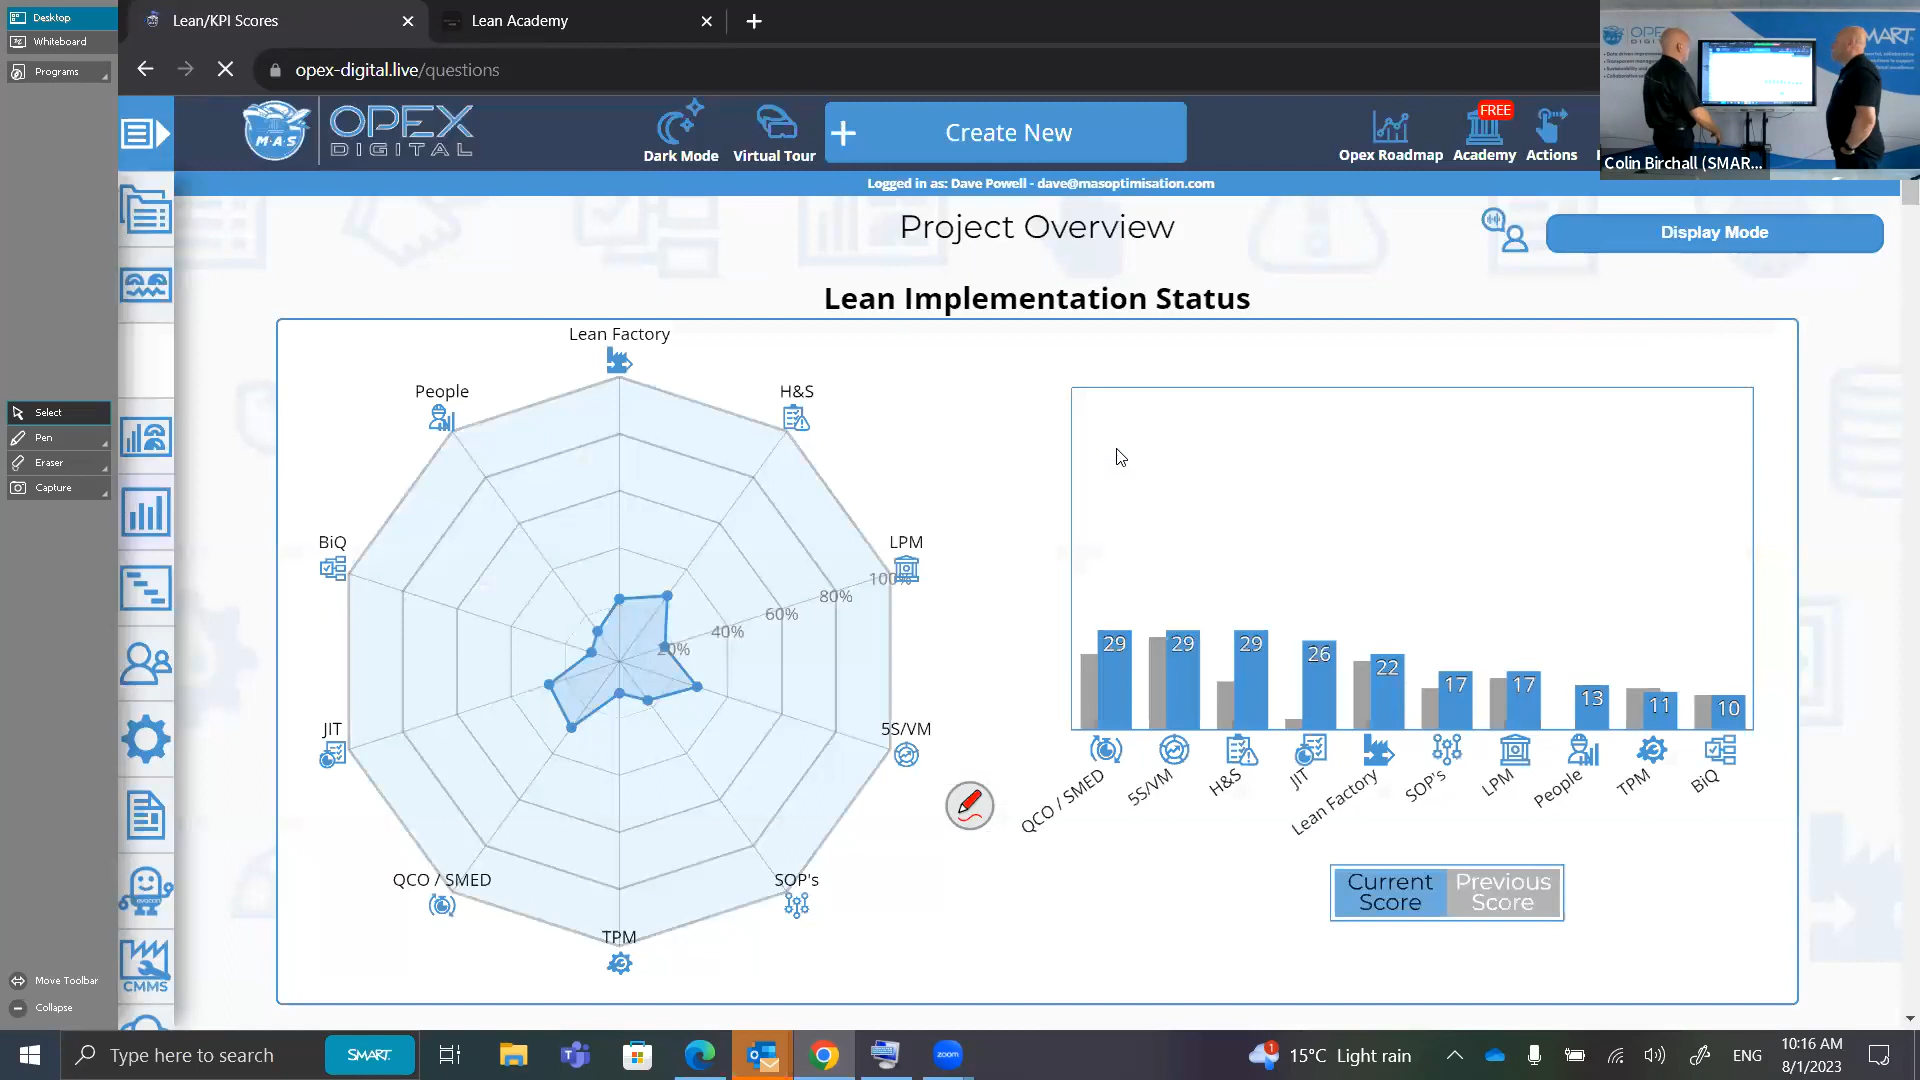 Desktop
Whiteboard
Programs
Select
Pen
Eraser
Capture
Move Toolbar
Collapse
Lean/KPI Scores
Lean Academy
opex-digital.live/questions
M·A·S
OPEX
DIGITAL
Dark Mode
Virtual Tour
Create New
Opex Roadmap
FREE
Academy
Actions
Logged in as: Dave Powell - dave@masoptimisation.com
Colin Birchall (SMAR...
Project Overview
Display Mode
Lean Implementation Status
Lean Factory
People
H&S
BiQ
LPM
100%
80%
60%
40%
20%
JIT
5S/VM
QCO / SMED
SOP's
TPM
29
29
29
26
22
17
17
13
11
10
QCO / SMED
5S/VM
H&S
JIT
Lean Factory
SOP's
LPM
People
TPM
BiQ
Current
Score
Previous
Score
evocon
CMMS
Type here to search
SMART
zoom
1
15°C Light rain
ENG
10:16 AM
8/1/2023